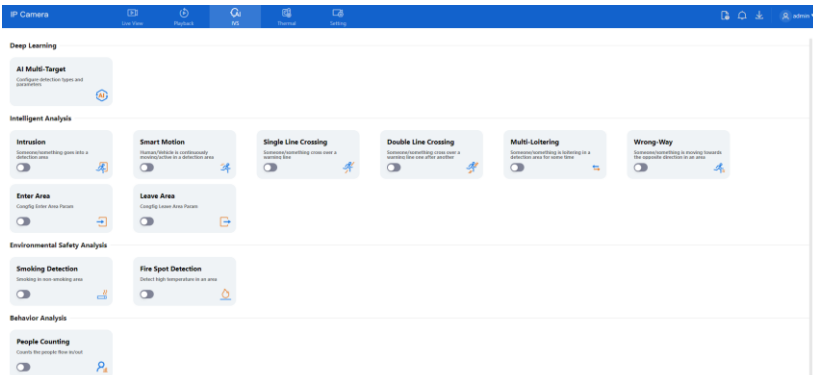 IP Camera
Live View
Playback
IVS
Thermal
Setting
admin
Deep Learning
AI Multi-Target
Configure detection types and
parameters
AI
Intelligent Analysis
Intrusion
Someone/something goes into a
detection area
Smart Motion
Human/Vehicle is continuously
moving/active in a detection area
Single Line Crossing
Someone/something cross over a
warning line
Double Line Crossing
Someone/something cross over a
warning line one after another
Multi-Loitering
Someone/something is loitering in a
detection area for some time
Wrong-Way
Someone/something is moving towards
the opposite direction in an area
Enter Area
Congfig Enter Area Param
Leave Area
Congfig Leave Area Param
Environmental Safety Analysis
Smoking Detection
Smoking in non-smoking area
Fire Spot Detection
Detect high temperature in an area
Behavior Analysis
People Counting
Counts the people flow in/out